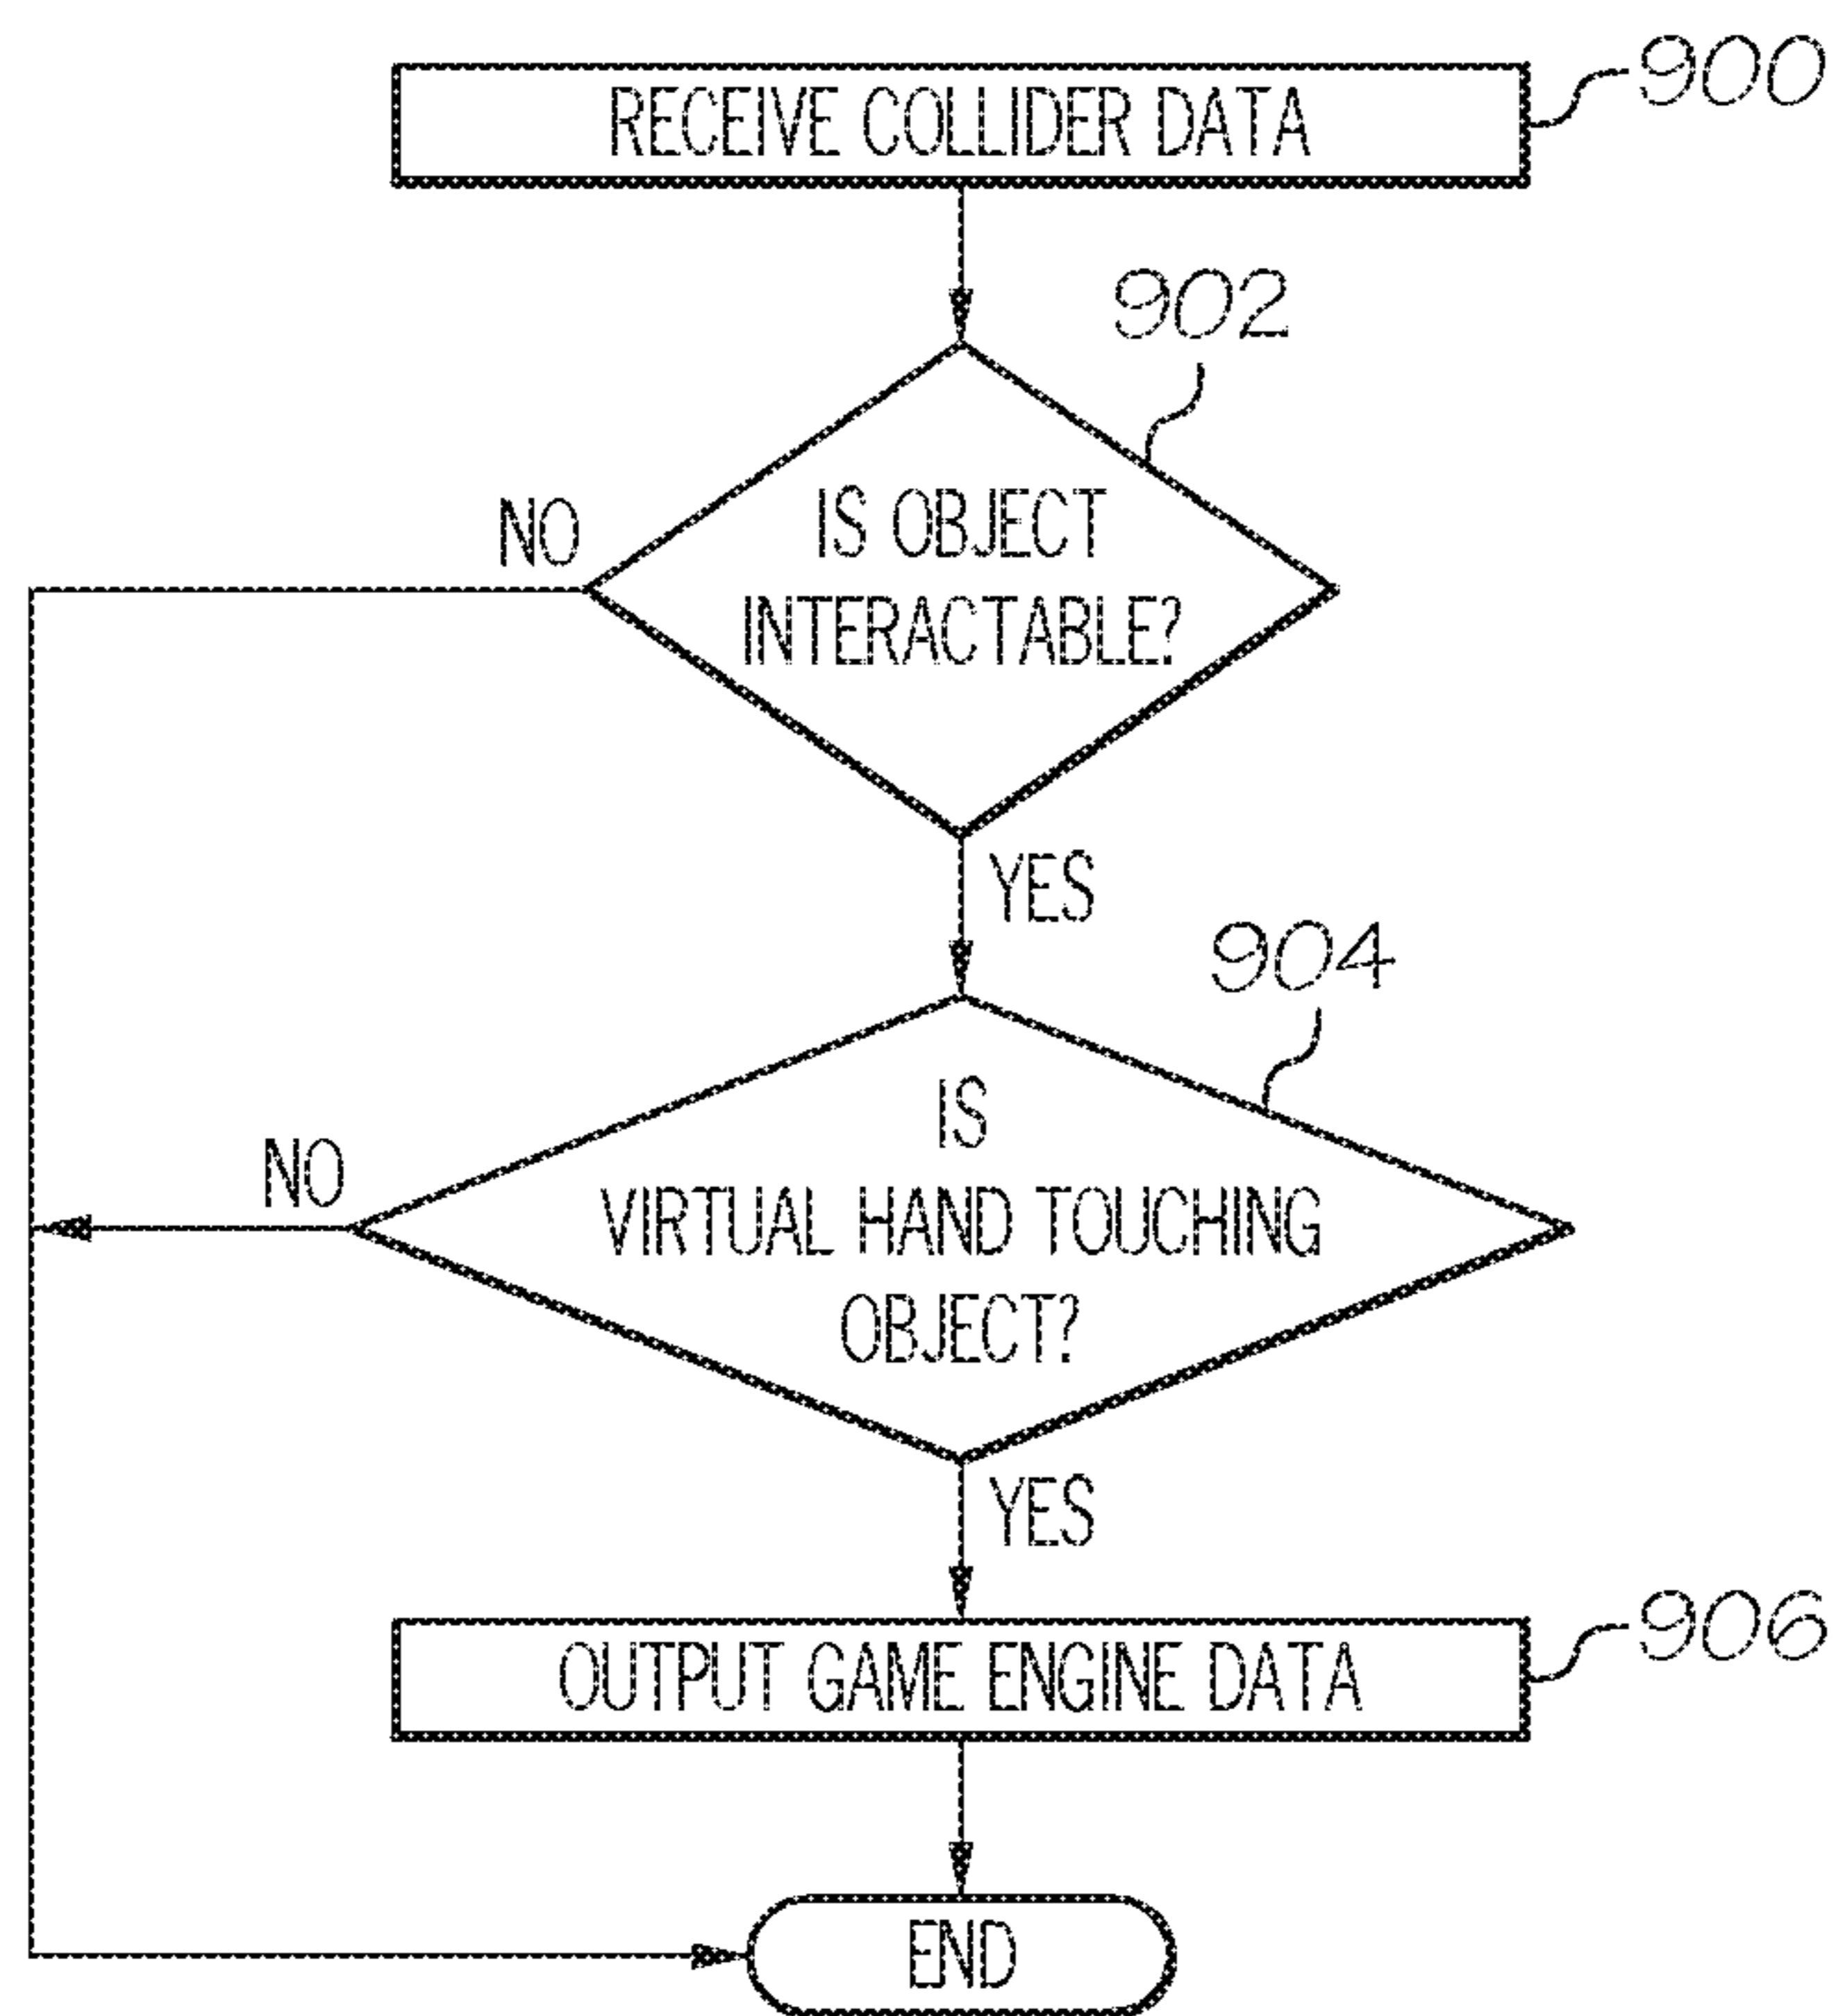 900
RECEIVE COLLIDER DATA
902
NO
IS OBJECT
INTERACTABLE?
YES
904
NO
IS
VIRTUAL HAND TOUCHING
OBJECT?
YES
906
OUTPUT GAME ENGINE DATA
END